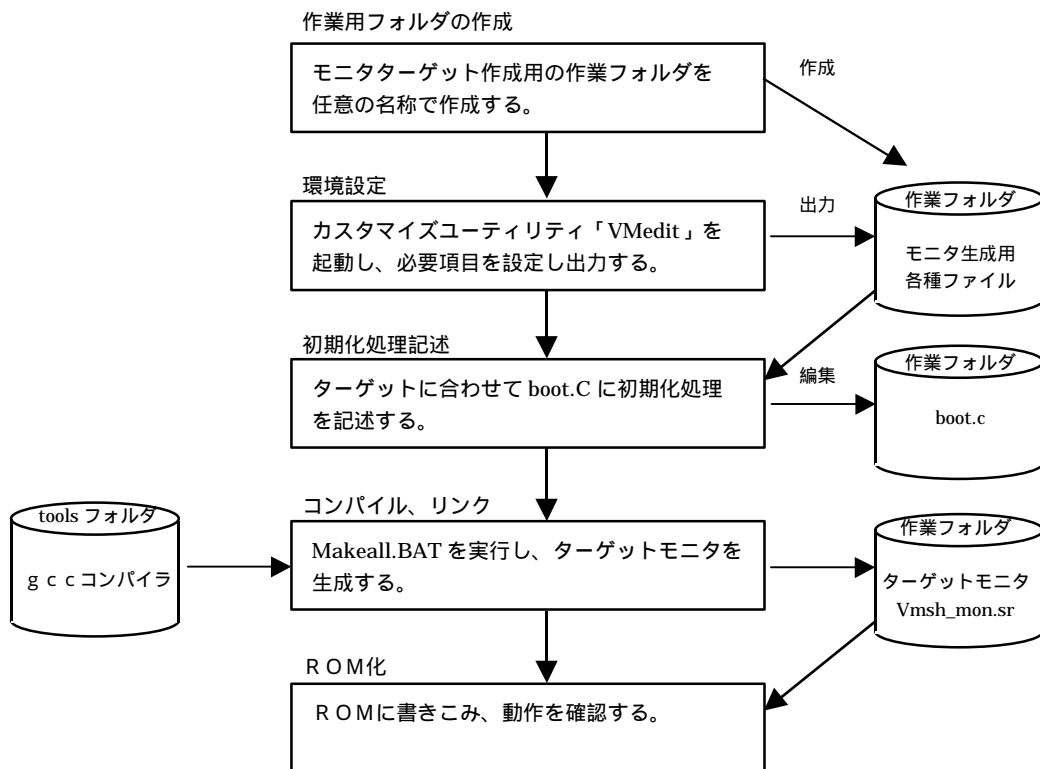 作業用フォルダの作成
モニタターゲット作成用の作業フォルダを
任意の名称で作成する。
作成
環境設定
カスタマイズユーティリティ「VMedit」を
起動し、必要項目を設定し出力する。
出力
作業フォルダ
モニタ生成用
各種ファイル
初期化処理記述
ターゲットに合わせて boot.C に初期化処理
を記述する。
編集
作業フォルダ
boot.c
コンパイル、リンク
tools フォルダ
gccコンパイラ
Makeall.BAT を実行し、ターゲットモニタを
生成する。
作業フォルダ
ターゲットモニタ
Vmsh_mon.sr
ROM化
ROMに書きこみ、動作を確認する。